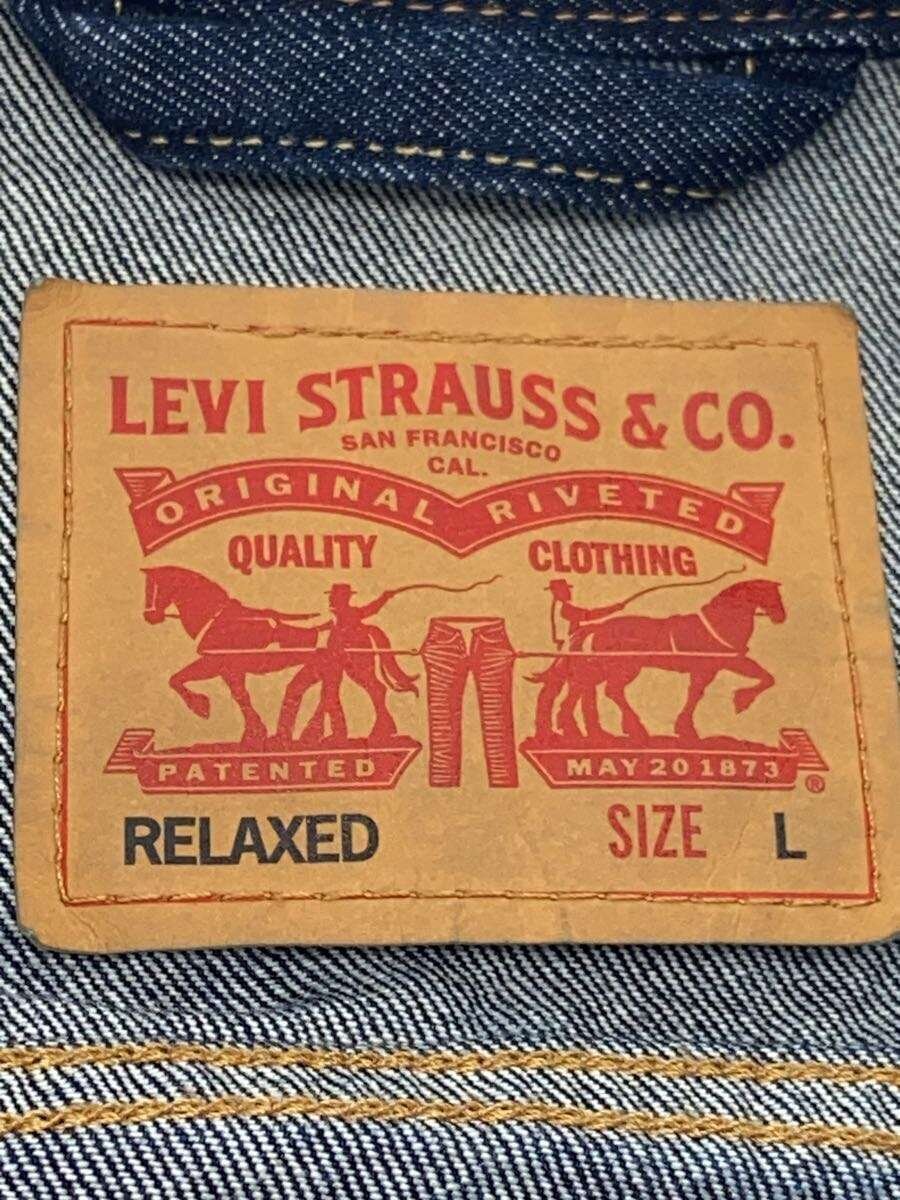 LEVI STRAUSS & CO.
SAN FRANCISCO
CAL.
ORIGINAL RIVETED
QUALITY CLOTHING
PATENTED MAY 20 1873 ®
RELAXED SIZE L